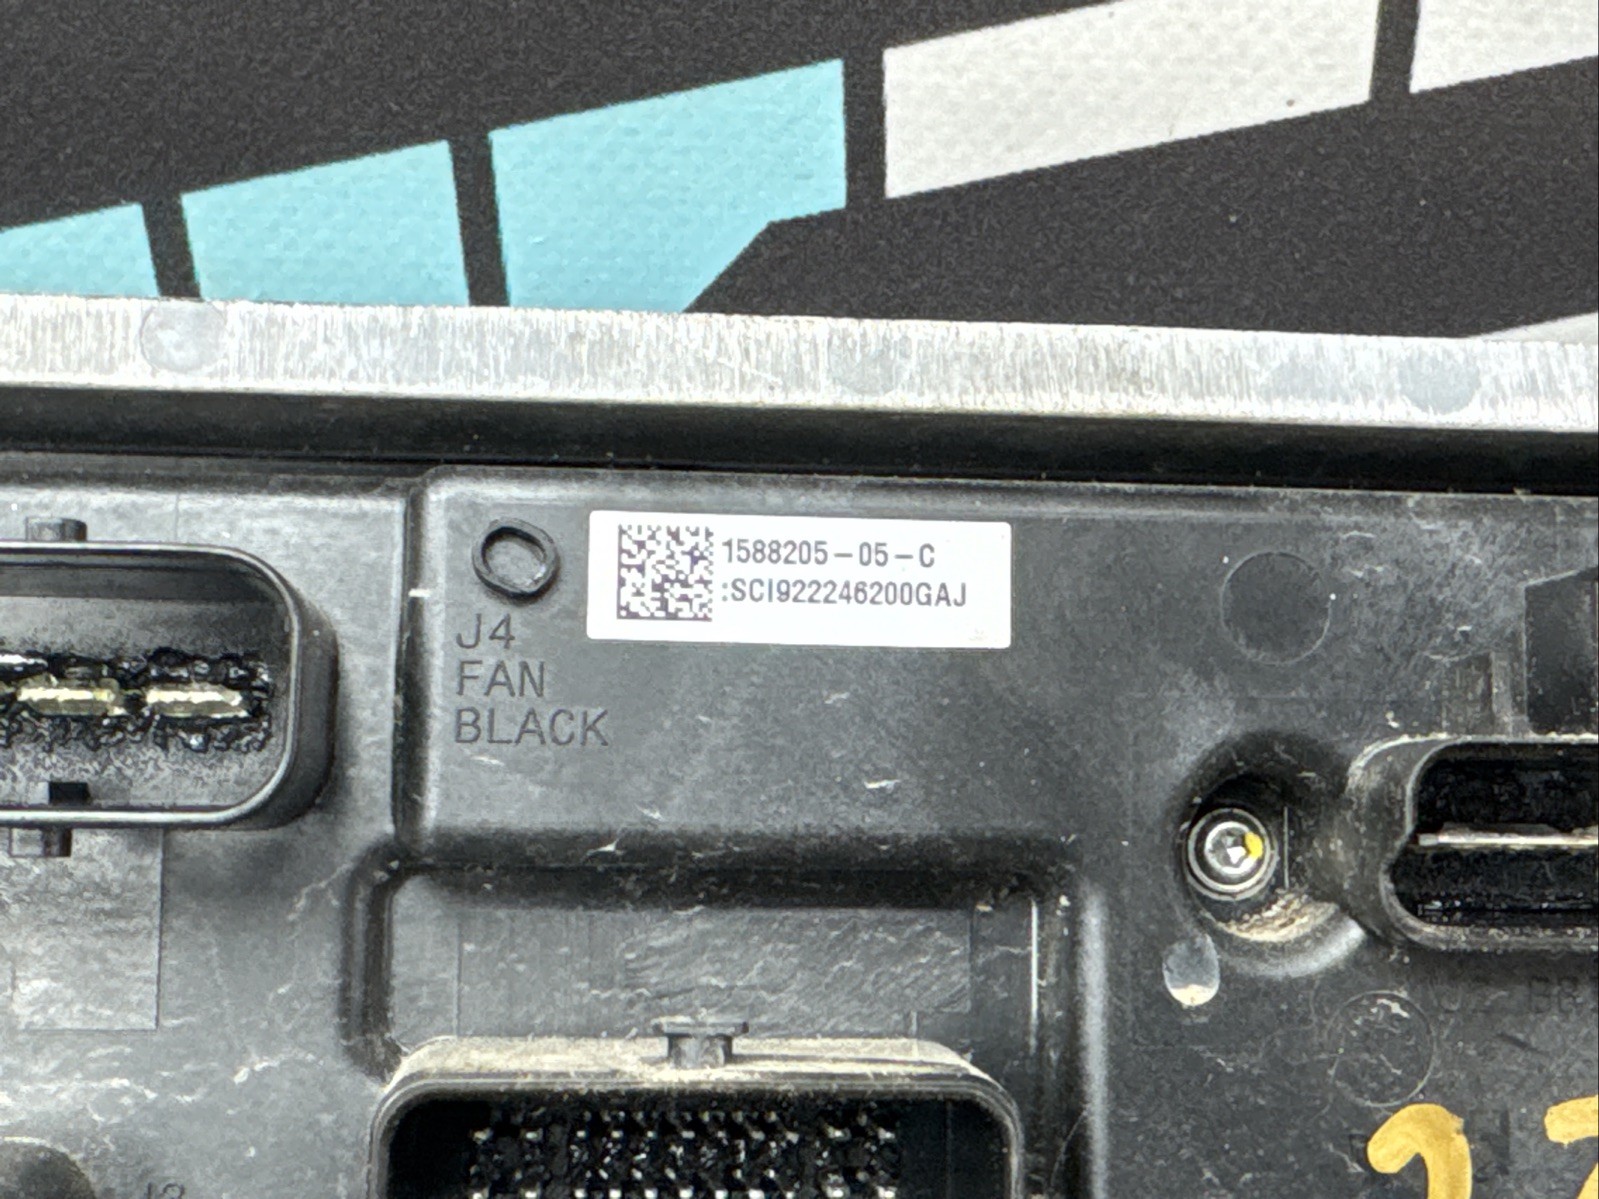 1588205-05-C
:SCI922246200GAJ
J4
FAN
BLACK